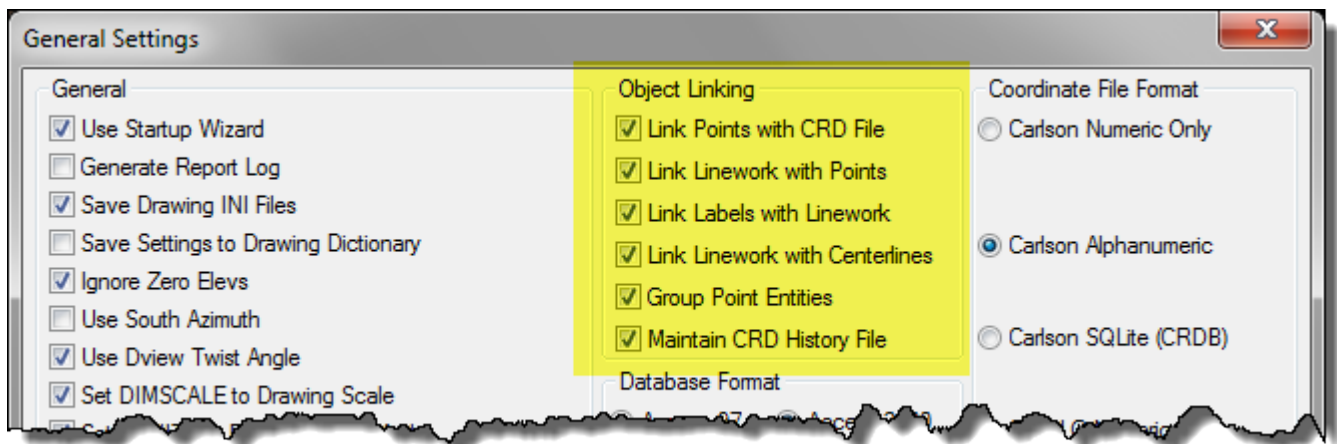 General Settings
General
Use Startup Wizard
Generate Report Log
Save Drawing INI Files
Save Settings to Drawing Dictionary
Ignore Zero Elevs
Use South Azimuth
Use Dview Twist Angle
Set DIMSCALE to Drawing Scale
Object Linking
Link Points with CRD File
Link Linework with Points
Link Labels with Linework
Link Linework with Centerlines
Group Point Entities
Maintain CRD History File
Database Format
Coordinate File Format
Carlson Numeric Only
Carlson Alphanumeric
Carlson SQLite (CRDB)